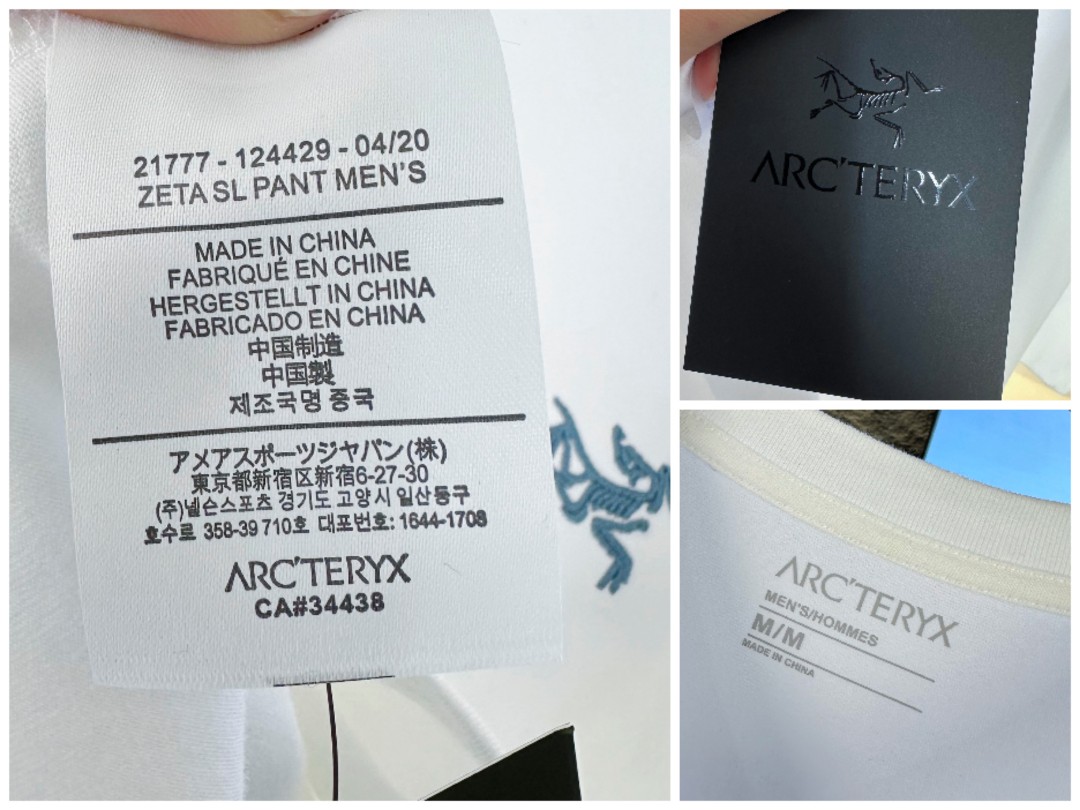 21777 - 124429 - 04/20
ZETA SL PANT MEN'S
MADE IN CHINA
FABRIQUÉ EN CHINE
HERGESTELLT IN CHINA
FABRICADO EN CHINA
中国制造
中国製
제조국명 중국
アメアスポーツジヤパン(株)
東京都新宿区新宿6-27-30
(주)넬슨스포츠 경기도 고양시 일산동구
호수로 358-39 710호 대포번호: 1644-1708
ARC'TERYX
CA#34438
ARC'TERYX
ARC'TERYX
MEN'S/HOMMES
M/M
MADE IN CHINA